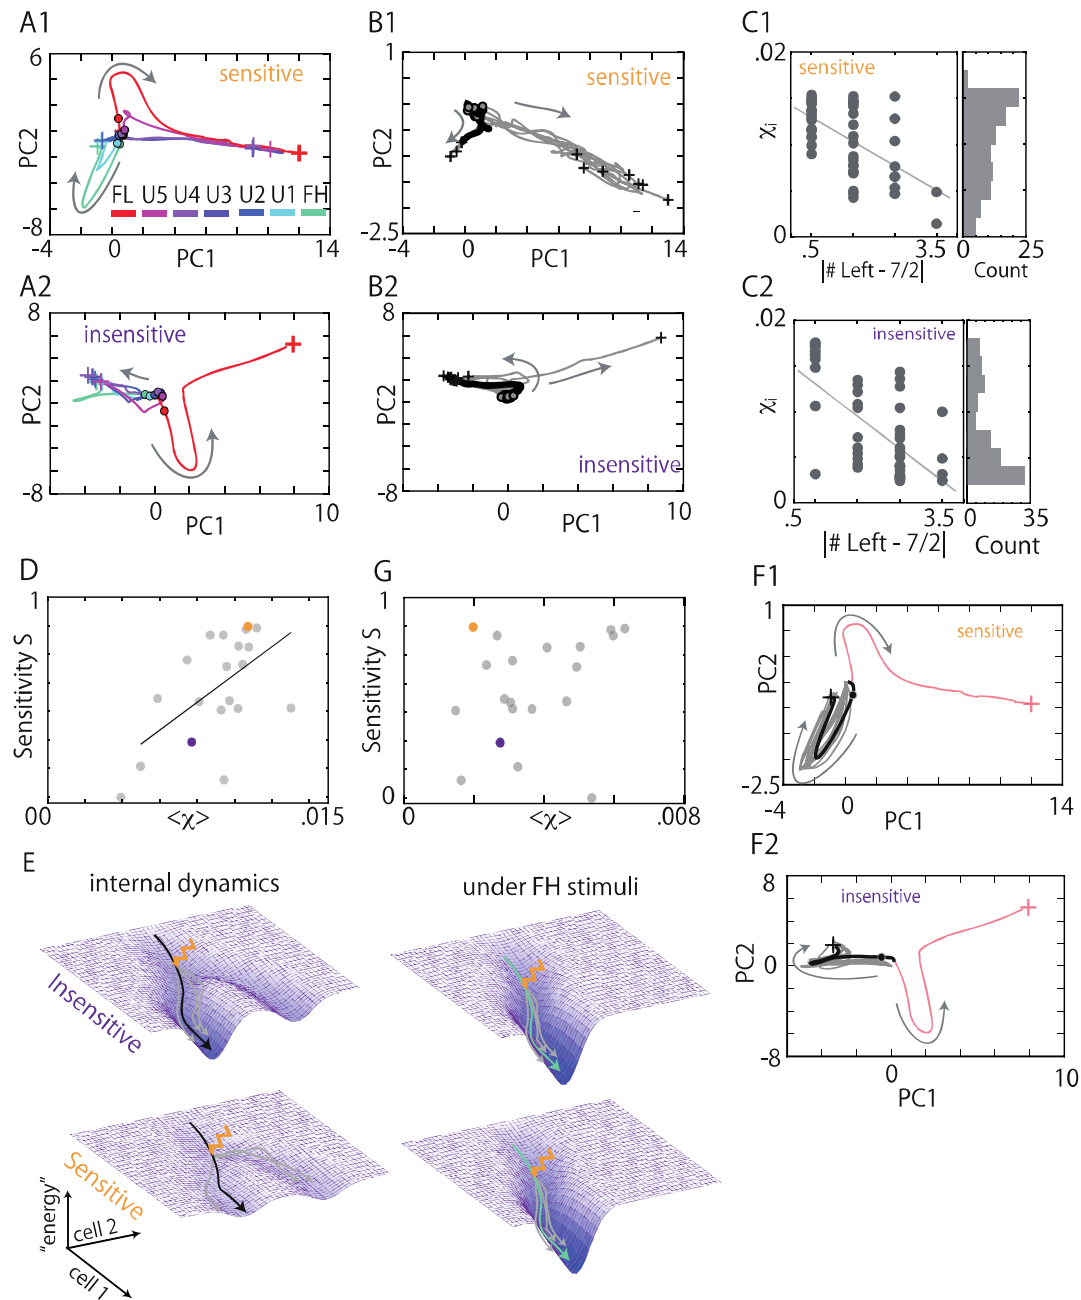 A1
6
sensitive
PC2
FL U5 U4 U3 U2 U1 FH
-8
-4 0 14
PC1
B1
1
sensitive
PC2
-2.5
0 14
PC1
C1
.02
sensitive
χi
0
.5 3.5
|# Left - 7/2|
0 25
Count
A2
8
insensitive
PC2
-8
0 10
PC1
B2
8
PC2
insensitive
-8
0 10
PC1
C2
.02
insensitive
χi
0
.5 3.5
|# Left - 7/2|
0 35
Count
D
1
Sensitivity S
00 <χ> .015
G
1
Sensitivity S
0
0 <χ> .008
F1
1
sensitive
PC2
-2.5
-4 0 14
PC1
E
internal dynamics
under FH stimuli
Insensitive
Sensitive
"energy"
cell 2
cell 1
F2
8
insensitive
PC2
0
-8
0 10
PC1